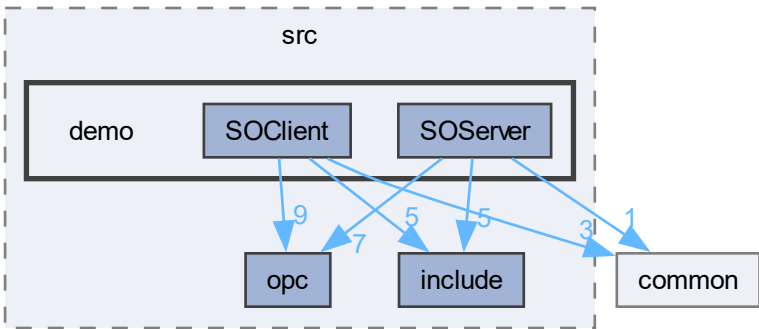 src
demo
SOClient
SOServer
9
7
5
5
3
1
opc
include
common